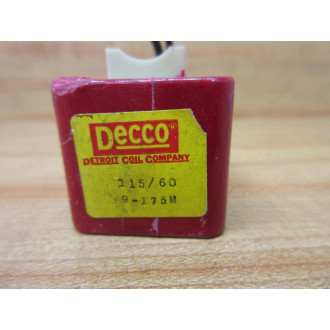 Decco
DETROIT COIL COMPANY
115/60
9-175M